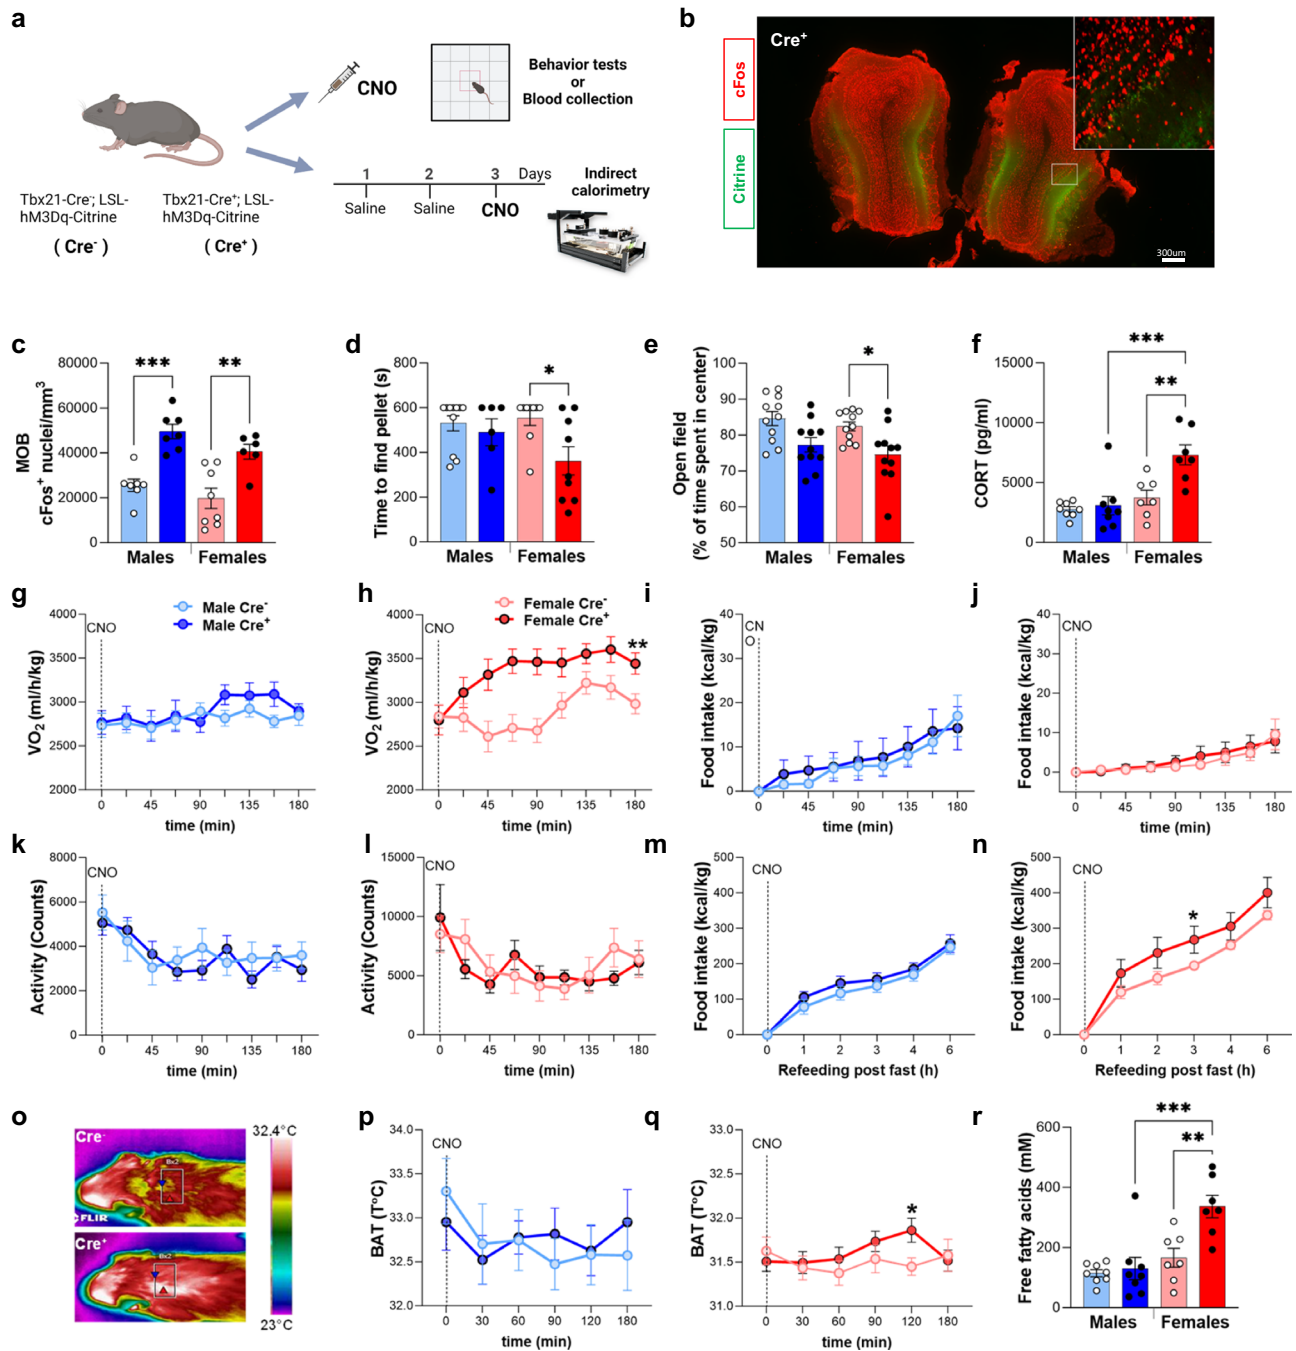 a
CNO
Behavior tests
or
Blood collection
Tbx21-Cre⁻; LSL-
hM3Dq-Citrine
( Cre⁻ )
Tbx21-Cre⁺; LSL-
hM3Dq-Citrine
( Cre⁺ )
1 2 3 Days
Saline Saline CNO
Indirect
calorimetry
b
cFos
Citrine
Cre⁺
300um
c
MOB
cFos⁺ nuclei/mm³
80000
60000
40000
20000
0
*** **
Males Females
d
Time to find pellet (s)
800
600
400
200
0
*
Males Females
e
Open field
(% of time spent in center)
100
90
80
70
60
50
*
Males Females
f
CORT (pg/ml)
15000
10000
5000
0
***
**
Males Females
g
Male Cre⁻
Male Cre⁺
CNO
VO₂ (ml/h/kg)
4000
3500
3000
2500
2000
0 45 90 135 180
time (min)
h
Female Cre⁻
Female Cre⁺
CNO
**
VO₂ (ml/h/kg)
4000
3500
3000
2500
2000
0 45 90 135 180
time (min)
i
CN
O
Food intake (kcal/kg)
40
30
20
10
0
0 45 90 135 180
time (min)
j
CNO
Food intake (kcal/kg)
40
30
20
10
0
0 45 90 135 180
time (min)
k
CNO
Activity (Counts)
8000
6000
4000
2000
0
0 45 90 135 180
time (min)
l
CNO
Activity (Counts)
15000
10000
5000
0
0 45 90 135 180
time (min)
m
CNO
Food intake (kcal/kg)
500
400
300
200
100
0
0 1 2 3 4 6
Refeeding post fast (h)
n
CNO
*
Food intake (kcal/kg)
500
400
300
200
100
0
0 1 2 3 4 6
Refeeding post fast (h)
o
Cre⁻
Bx2
FLIR
Cre⁺
Bx2
32.4°C
23°C
p
CNO
BAT (T°C)
34.0
33.5
33.0
32.5
32.0
0 30 60 90 120 180
time (min)
q
CNO
*
BAT (T°C)
33.0
32.5
32.0
31.5
31.0
0 30 60 90 120 180
time (min)
r
Free fatty acids (mM)
600
400
200
0
***
**
Males Females